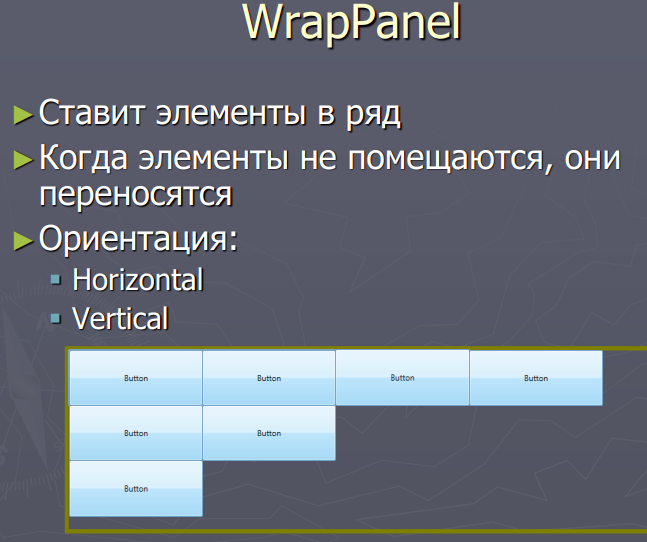 WrapPanel
Ставит элементы в ряд
Когда элементы не помещаются, они
переносятся
Ориентация:
Horizontal
Vertical
Button Button Button Button
Button Button
Button